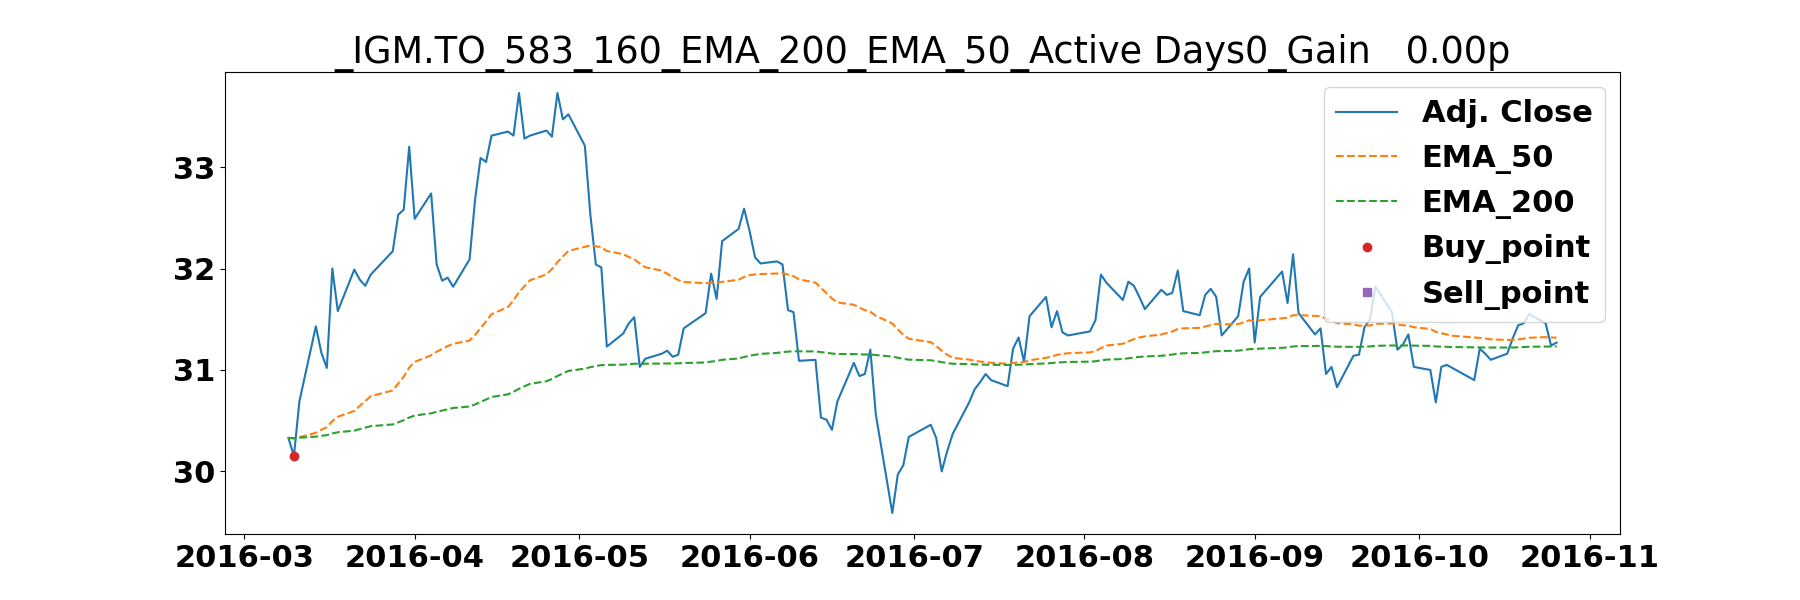 _IGM.TO_583_160_EMA_200_EMA_50_Active Days0_Gain   0.00p
Adj. Close
EMA_50
EMA_200
Buy_point
Sell_point
33
32
31
30
2016-03 2016-04 2016-05 2016-06 2016-07 2016-08 2016-09 2016-10 2016-11